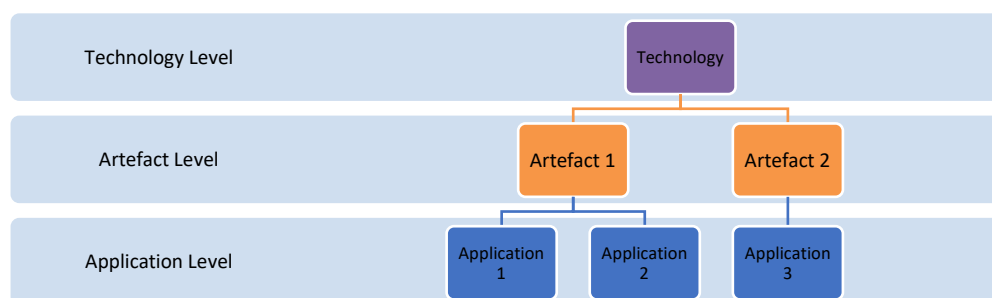 Technology Level
Technology
Artefact Level
Artefact 1
Artefact 2
Application Level
Application
1
Application
2
Application
3